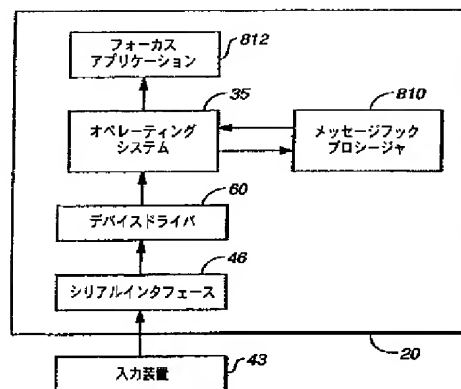 フォーカス
アプリケーション
812
35
810
オペレーティング
システム
メッセージフック
プロシージャ
60
デバイスドライバ
46
シリアルインタフェース
入力装置
43
20